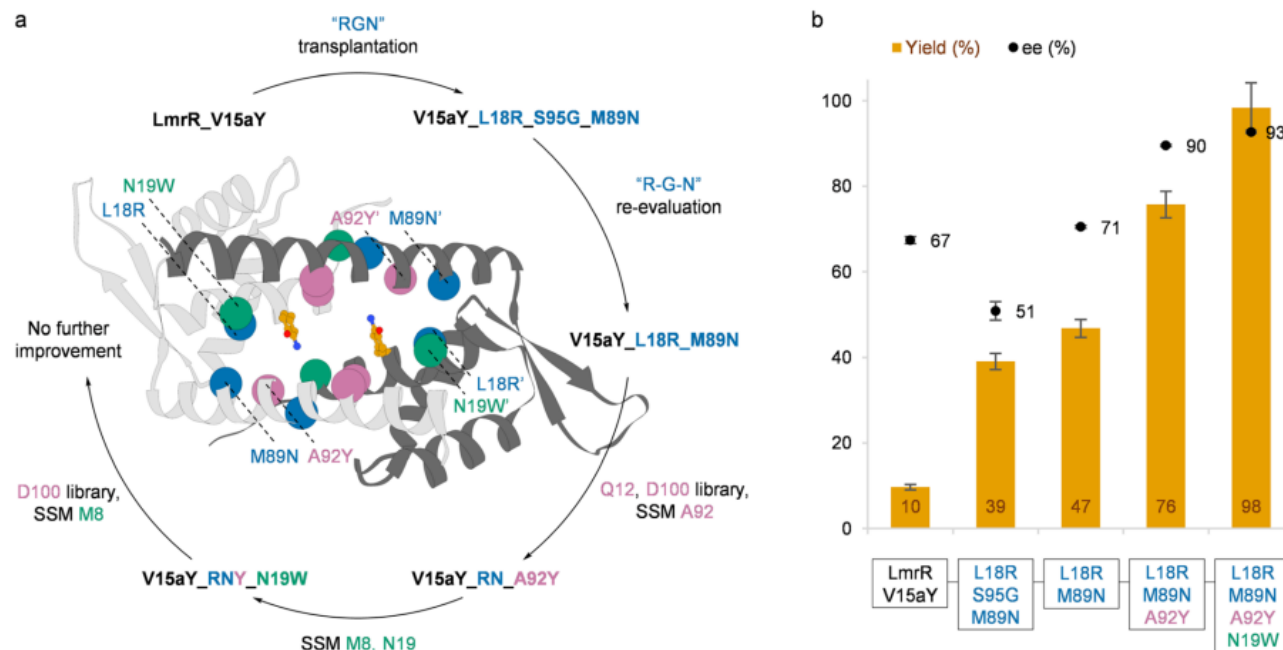 a
"RGN"
transplantation
LmrR_V15aY
V15aY_L18R_S95G_M89N
"R-G-N"
re-evaluation
N19W
L18R
A92Y'
M89N'
No further
improvement
V15aY_L18R_M89N
L18R'
N19W'
M89N
A92Y
D100 library,
SSM M8
Q12, D100 library,
SSM A92
V15aY_RNY_N19W
V15aY_RN_A92Y
SSM M8, N19
b
Yield (%)
ee (%)
100
80
60
40
20
0
67
51
71
90
93
10
39
47
76
98
LmrR
V15aY
L18R
S95G
M89N
L18R
M89N
L18R
M89N
A92Y
L18R
M89N
A92Y
N19W